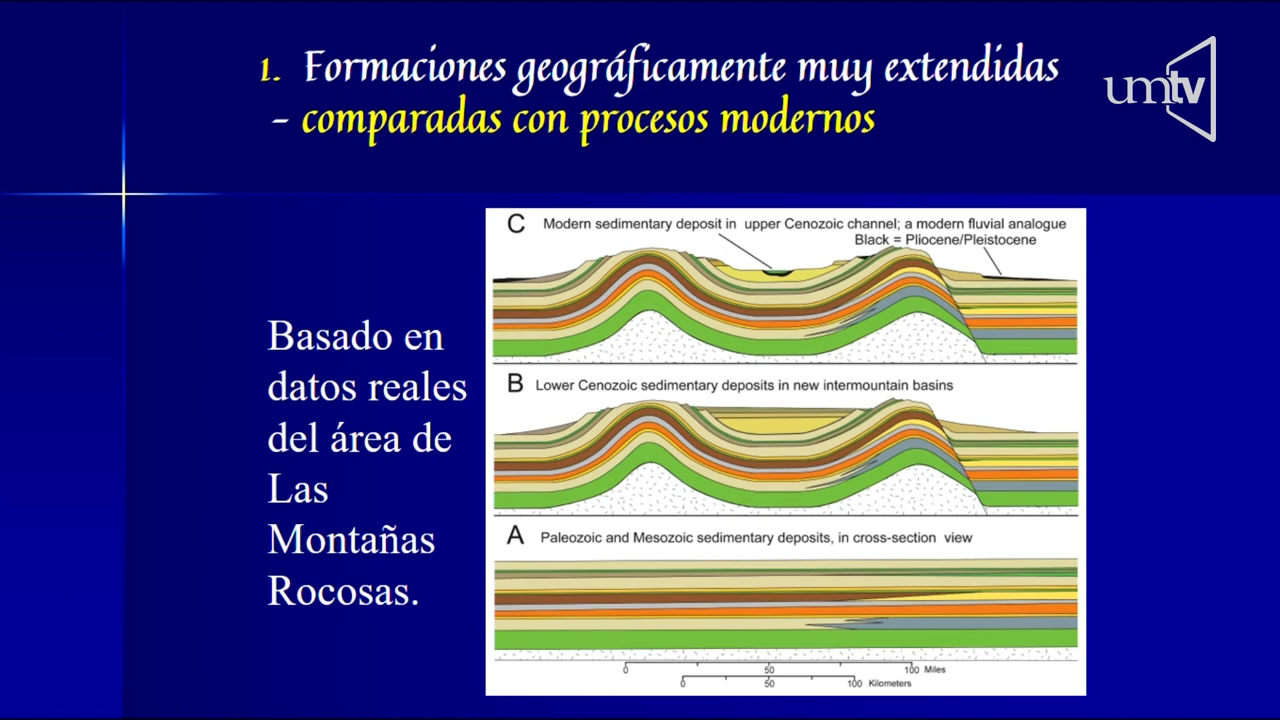 1. Formaciones geográficamente muy extendidas
- comparadas con procesos modernos
umtv
Basado en
datos reales
del área de
Las
Montañas
Rocosas.
C Modern sedimentary deposit in upper Cenozoic channel; a modern fluvial analogue
Black = Pliocene/Pleistocene
B Lower Cenozoic sedimentary deposits in new intermountain basins
A Paleozoic and Mesozoic sedimentary deposits, in cross-section view
0 50 100 Miles
0 50 100 Kilometers